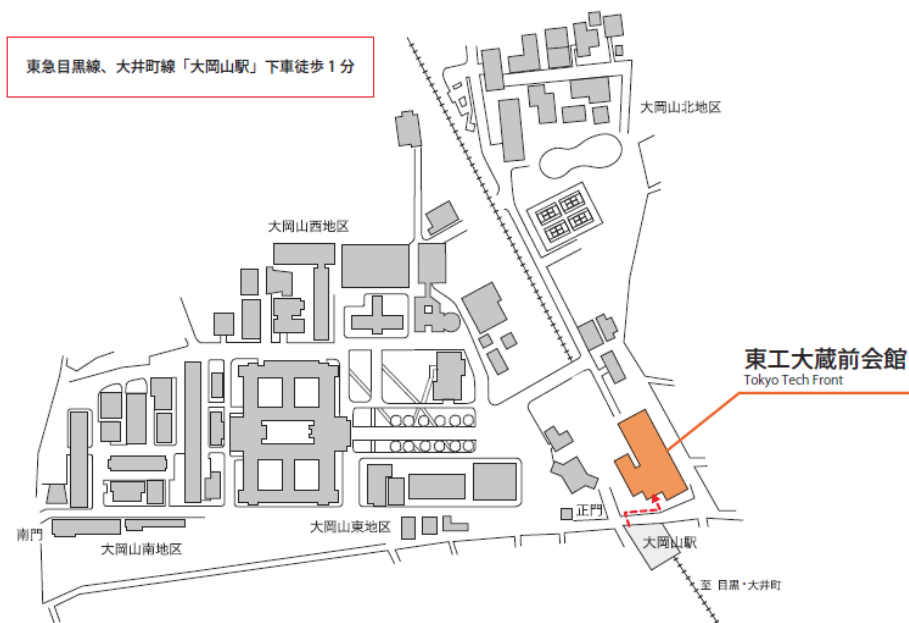 東急目黒線、大井町線「大岡山駅」下車徒歩1分
大岡山北地区
大岡山西地区
東工大蔵前会館
Tokyo Tech Front
正門
大岡山東地区
南門
大岡山南地区
大岡山駅
至 目黒・大井町